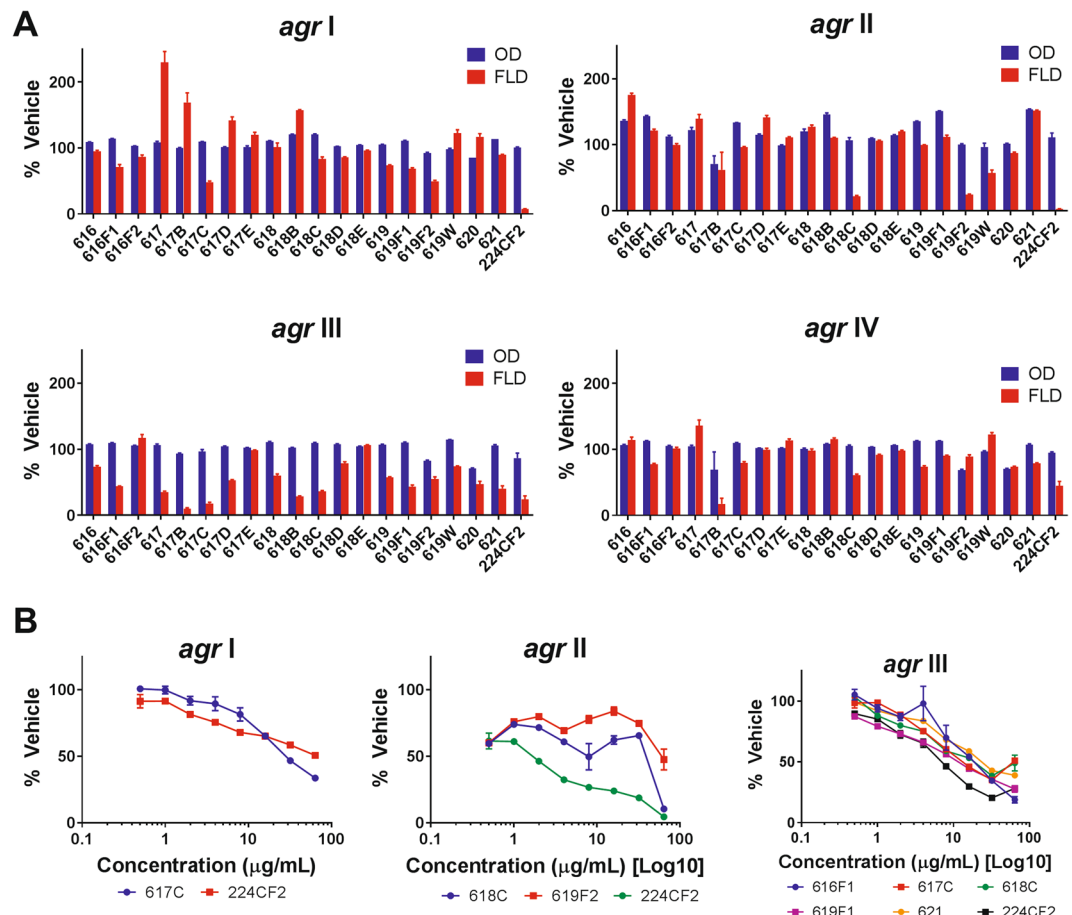 A
agr I
agr II
OD
FLD
OD
FLD
% Vehicle
200
100
0
% Vehicle
200
100
0
616 616F1 616F2 617 617B 617C 617D 617E 618 618B 618C 618D 618E 619 619F1 619F2 619W 620 621 224CF2
616 616F1 616F2 617 617B 617C 617D 617E 618 618B 618C 618D 618E 619 619F1 619F2 619W 620 621 224CF2
agr III
agr IV
OD
FLD
OD
FLD
% Vehicle
200
100
0
% Vehicle
200
100
0
616 616F1 616F2 617 617B 617C 617D 617E 618 618B 618C 618D 618E 619 619F1 619F2 619W 620 621 224CF2
616 616F1 616F2 617 617B 617C 617D 617E 618 618B 618C 618D 618E 619 619F1 619F2 619W 620 621 224CF2
B
agr I
% Vehicle
100
50
0
0.1 1 10 100
Concentration (μg/mL)
617C 224CF2
agr II
% Vehicle
100
50
0
0.1 1 10 100
Concentration (μg/mL) [Log10]
618C 619F2 224CF2
agr III
% Vehicle
100
50
0
0.1 1 10 100
Concentration (μg/mL) [Log10]
616F1 617C 618C
619F1 621 224CF2